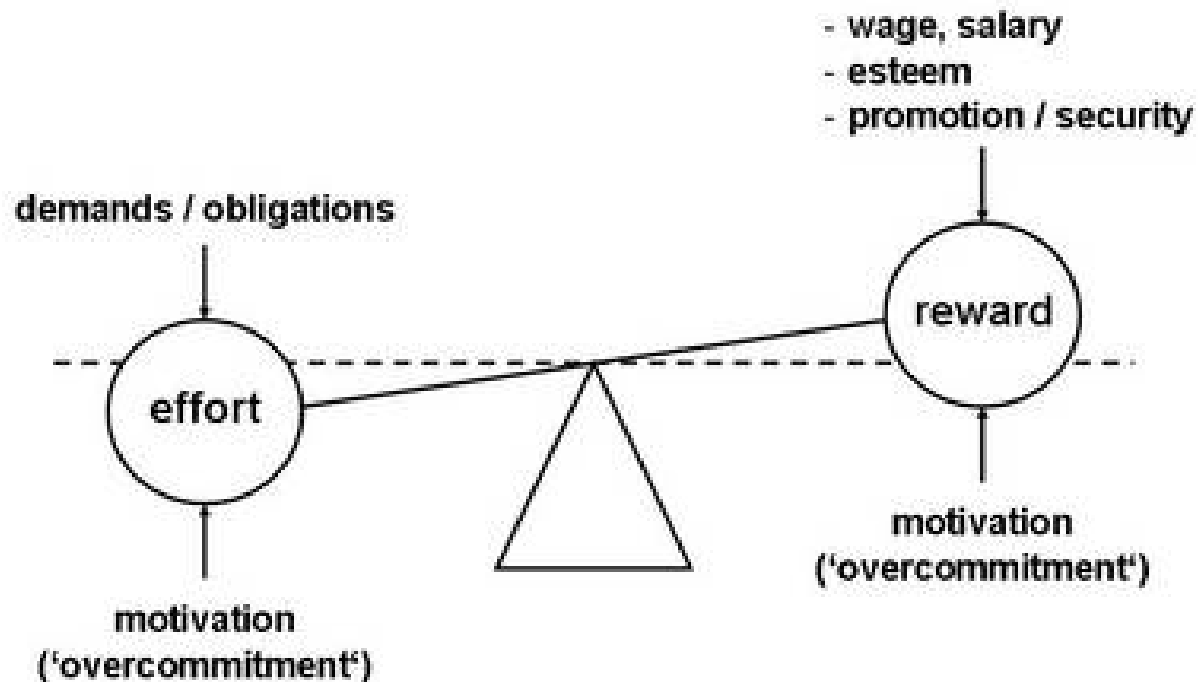 - wage, salary
- esteem
- promotion / security
demands / obligations
reward
effort
motivation
(‘overcommitment‘)
motivation
(‘overcommitment‘)